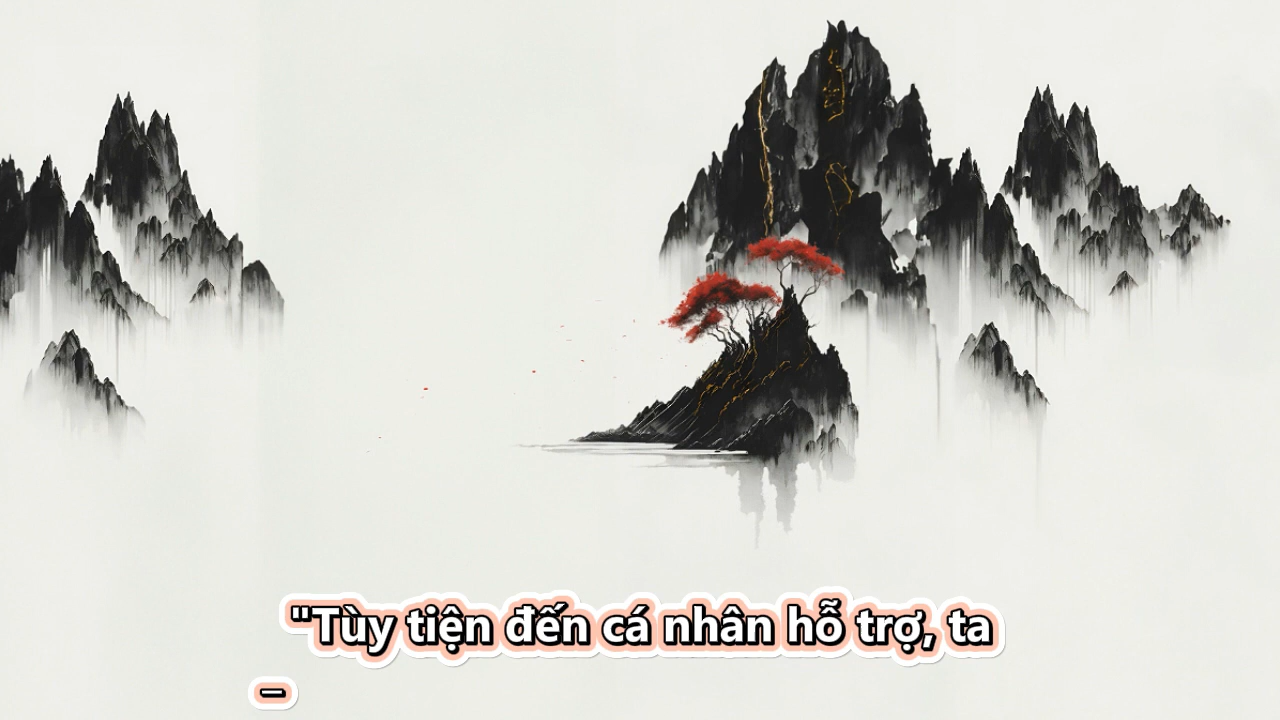 "Tùy tiện đến cá nhân hỗ trợ, ta
–